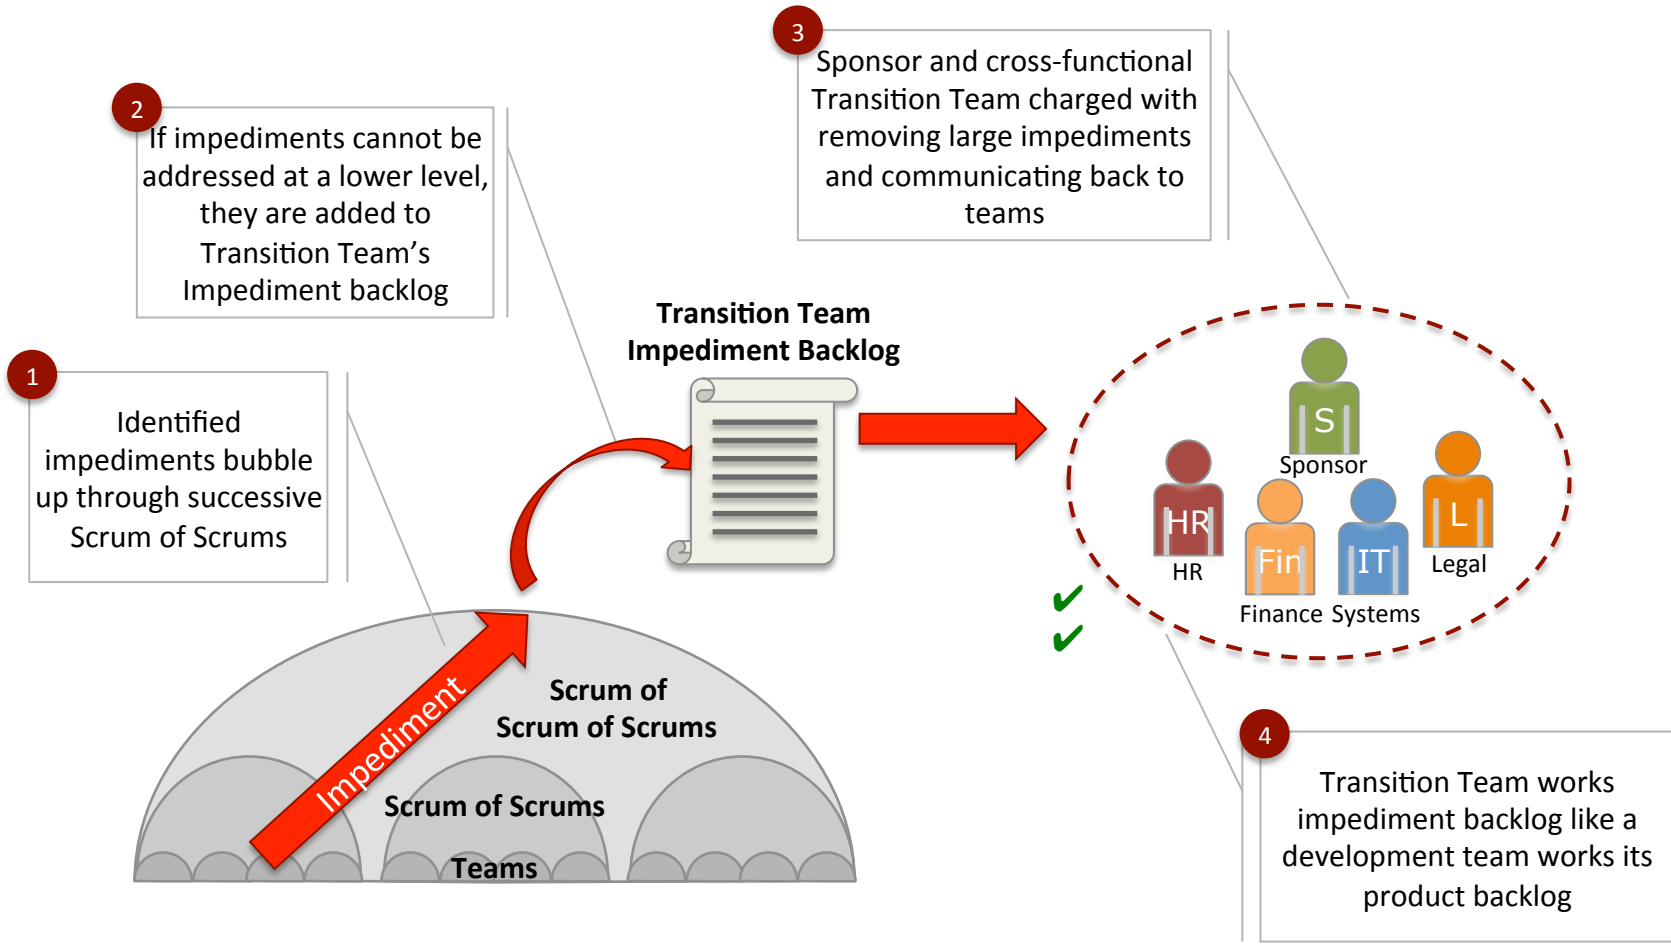 1
Identified
impediments bubble
up through successive
Scrum of Scrums
2
If impediments cannot be
addressed at a lower level,
they are added to
Transition Team’s
Impediment backlog
3
Sponsor and cross-functional
Transition Team charged with
removing large impediments
and communicating back to
teams
Transition Team
Impediment Backlog
S
Sponsor
HR
HR
Fin
Finance
IT
Systems
L
Legal
Impediment
Scrum of
Scrum of Scrums
Scrum of Scrums
Teams
4
Transition Team works
impediment backlog like a
development team works its
product backlog